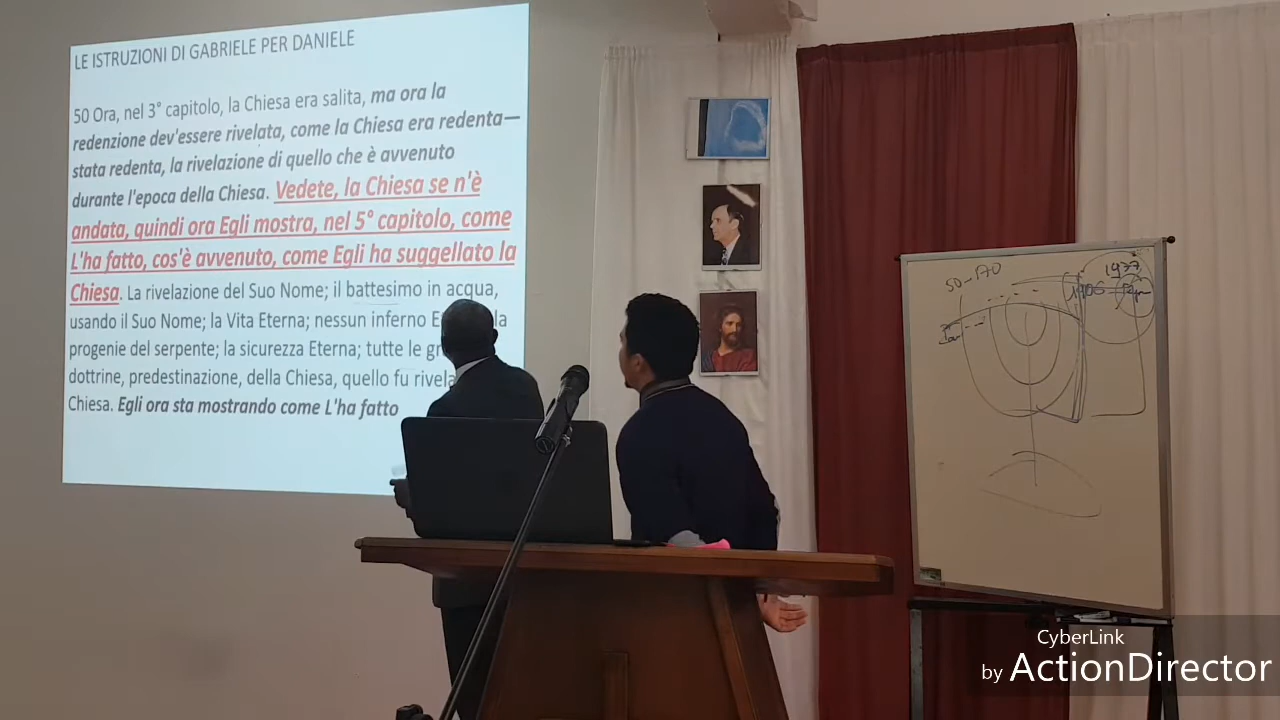 LE ISTRUZIONI DI GABRIELE PER DANIELE
50 Ora, nel 3° capitolo, la Chiesa era salita, ma ora la
redenzione dev'essere rivelata, come la Chiesa era redenta—
stata redenta, la rivelazione di quello che è avvenuto
durante l'epoca della Chiesa. Vedete, la Chiesa se n'è
andata, quindi ora Egli mostra, nel 5° capitolo, come
L'ha fatto, cos'è avvenuto, come Egli ha suggellato la
Chiesa. La rivelazione del Suo Nome; il battesimo in acqua,
usando il Suo Nome; la Vita Eterna; nessun inferno la
progenie del serpente; la sicurezza Eterna; tutte le
dottrine, predestinazione, della Chiesa, quello fu
Chiesa. Egli ora sta mostrando come L'ha fatto
50-170
1906
CyberLink
by ActionDirector